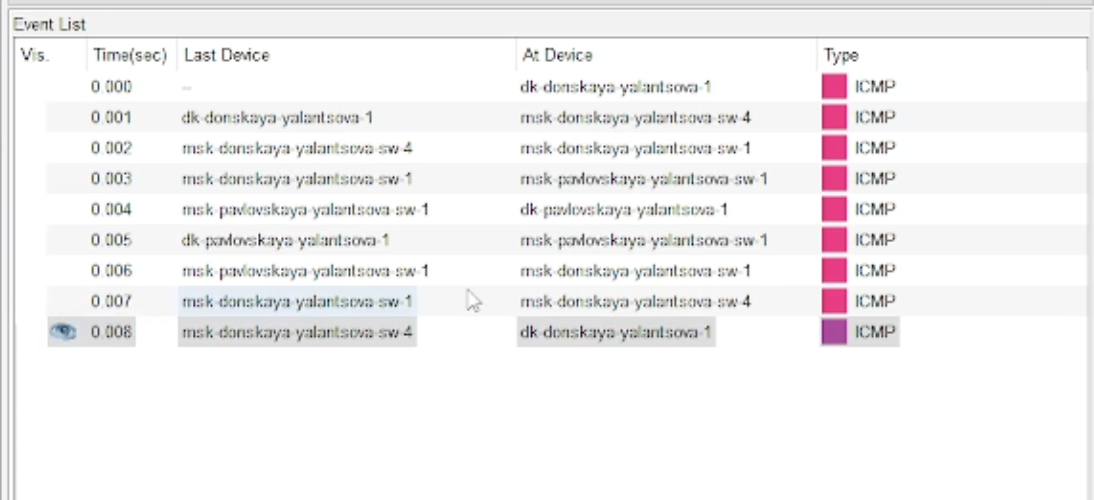 Event List
Vis. Time(sec) Last Device At Device Type
0.000 -- dk-donskaya-yalantsova-1 ICMP
0.001 dk-donskaya-yalantsova-1 msk-donskaya-yalantsova-sw-4 ICMP
0.002 msk-donskaya-yalantsova-sw-4 msk-donskaya-yalantsova-sw-1 ICMP
0.003 msk-donskaya-yalantsova-sw-1 msk-pavlovskaya-yalantsova-sw-1 ICMP
0.004 msk-pavlovskaya-yalantsova-sw-1 dk-pavlovskaya-yalantsova-1 ICMP
0.005 dk-pavlovskaya-yalantsova-1 msk-pavlovskaya-yalantsova-sw-1 ICMP
0.006 msk-pavlovskaya-yalantsova-sw-1 msk-donskaya-yalantsova-sw-1 ICMP
0.007 msk-donskaya-yalantsova-sw-1 msk-donskaya-yalantsova-sw-4 ICMP
0.008 msk-donskaya-yalantsova-sw-4 dk-donskaya-yalantsova-1 ICMP